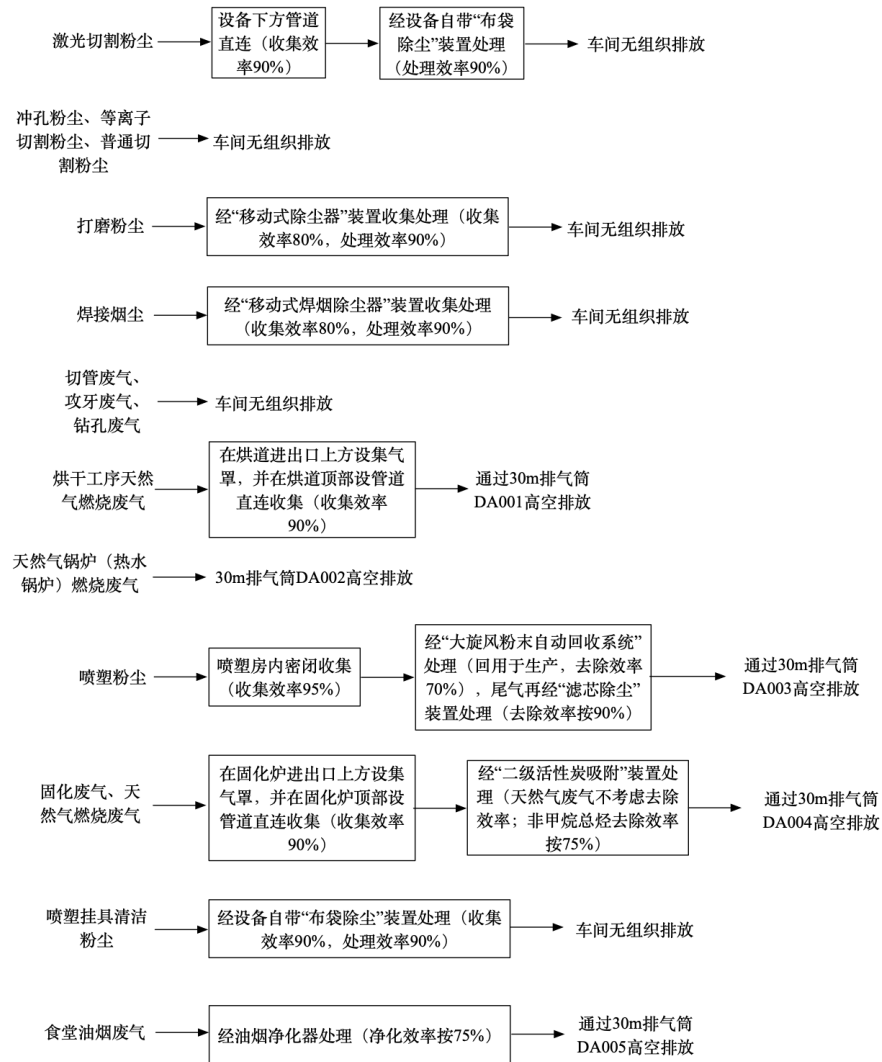 激光切割粉尘
设备下方管道
直连（收集效
率90%）
经设备自带“布袋
除尘”装置处理
（处理效率90%）
车间无组织排放
冲孔粉尘、等离子
切割粉尘、普通切
割粉尘
车间无组织排放
打磨粉尘
经“移动式除尘器”装置收集处理（收集
效率80%，处理效率90%）
车间无组织排放
焊接烟尘
经“移动式焊烟除尘器”装置收集处理
（收集效率80%，处理效率90%）
车间无组织排放
切管废气、
攻牙废气、
钻孔废气
车间无组织排放
烘干工序天然
气燃烧废气
在烘道进出口上方设集气
罩，并在烘道顶部设管道
直连收集（收集效率
90%）
通过30m排气筒
DA001高空排放
天然气锅炉（热水
锅炉）燃烧废气
30m排气筒DA002高空排放
喷塑粉尘
喷塑房内密闭收集
（收集效率95%）
经“大旋风粉末自动回收系统”
处理（回用于生产，去除效率
70%），尾气再经“滤芯除尘”
装置处理（去除效率按90%）
通过30m排气筒
DA003高空排放
固化废气、天
然气燃烧废气
在固化炉进出口上方设集
气罩，并在固化炉顶部设
管道直连收集（收集效率
90%）
经“二级活性炭吸附”装置处
理（天然气废气不考虑去除
效率；非甲烷总烃去除效率
按75%）
通过30m排气筒
DA004高空排放
喷塑挂具清洁
粉尘
经设备自带“布袋除尘”装置处理（收集
效率90%，处理效率90%）
车间无组织排放
食堂油烟废气
经油烟净化器处理（净化效率按75%）
通过30m排气筒
DA005高空排放